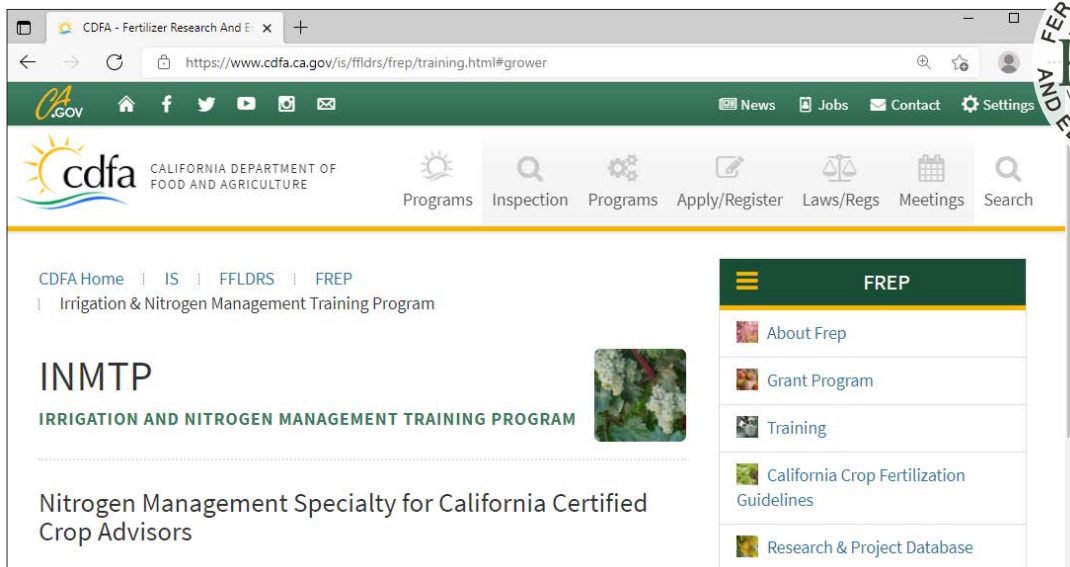 CDFA - Fertilizer Research And E
https://www.cdfa.ca.gov/is/ffldrs/frep/training.html#grower
CA.GOV
News
Jobs
Contact
Settings
FER
AND E
cdfa
CALIFORNIA DEPARTMENT OF
FOOD AND AGRICULTURE
Programs
Inspection
Programs
Apply/Register
Laws/Regs
Meetings
Search
CDFA Home | IS | FFLDRS | FREP
| Irrigation & Nitrogen Management Training Program
INMTP
IRRIGATION AND NITROGEN MANAGEMENT TRAINING PROGRAM
Nitrogen Management Specialty for California Certified
Crop Advisors
FREP
About Frep
Grant Program
Training
California Crop Fertilization
Guidelines
Research & Project Database